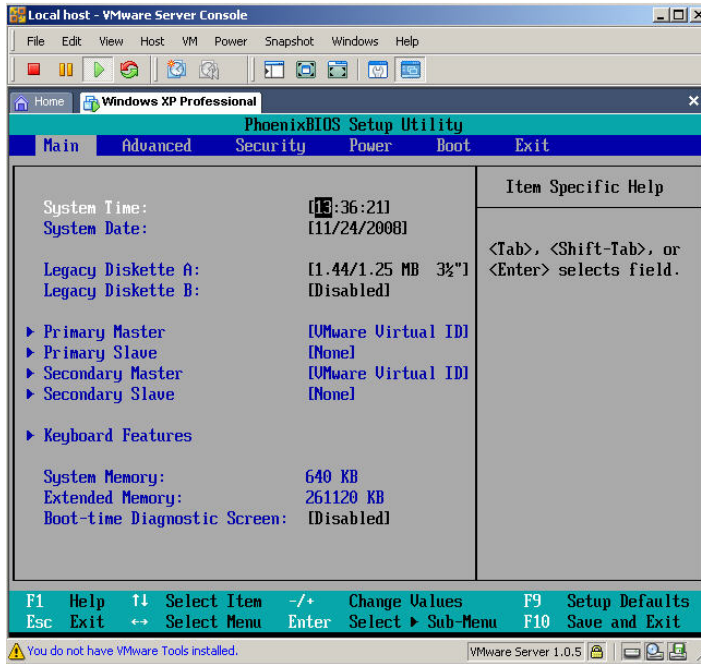 Local host - VMware Server Console
File Edit View Host VM Power Snapshot Windows Help
Home Windows XP Professional
PhoenixBIOS Setup Utility
Main Advanced Security Power Boot Exit
Item Specific Help
System Time: [13:36:21]
System Date: [11/24/2008]
<Tab>, <Shift-Tab>, or
<Enter> selects field.
Legacy Diskette A: [1.44/1.25 MB 3½"]
Legacy Diskette B: [Disabled]
Primary Master [VMware Virtual ID]
Primary Slave [None]
Secondary Master [VMware Virtual ID]
Secondary Slave [None]
Keyboard Features
System Memory: 640 KB
Extended Memory: 261120 KB
Boot-time Diagnostic Screen: [Disabled]
F1 Help ↑↓ Select Item -/+ Change Values F9 Setup Defaults
Esc Exit ↔ Select Menu Enter Select ▶ Sub-Menu F10 Save and Exit
You do not have VMware Tools installed. VMware Server 1.0.5